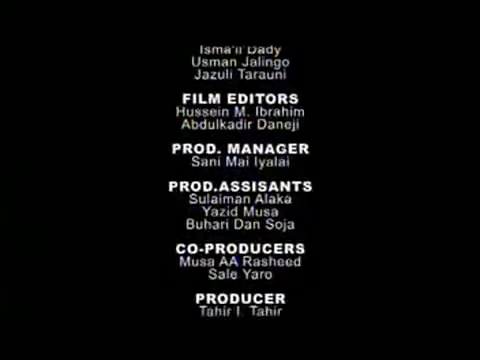 Isma'il Dady
Usman Jalingo
Jazuli Tarauni
FILM EDITORS
Hussein M. Ibrahim
Abdulkadir Daneji
PROD. MANAGER
Sani Mai Iyalai
PROD.ASSISANTS
Sulaiman Alaka
Yazid Musa
Buhari Dan Soja
CO-PRODUCERS
Musa AA Rasheed
Sale Yaro
PRODUCER
Tahir I. Tahir